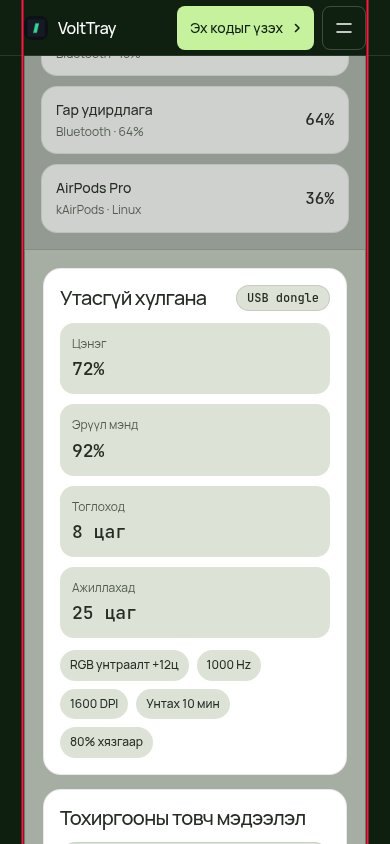 VoltTray
Эх кодыг үзэх
Гар удирдлага
Bluetooth · 64%
64%
AirPods Pro
kAirPods · Linux
36%
Утасгүй хулгана
USB dongle
Цэнэг
72%
Эрүүл мэнд
92%
Тоглоход
8 цаг
Ажиллахад
25 цаг
RGB унтраалт +12ц
1000 Hz
1600 DPI
Унтах 10 мин
80% хязгаар
Тохиргооны товч мэдээлэл